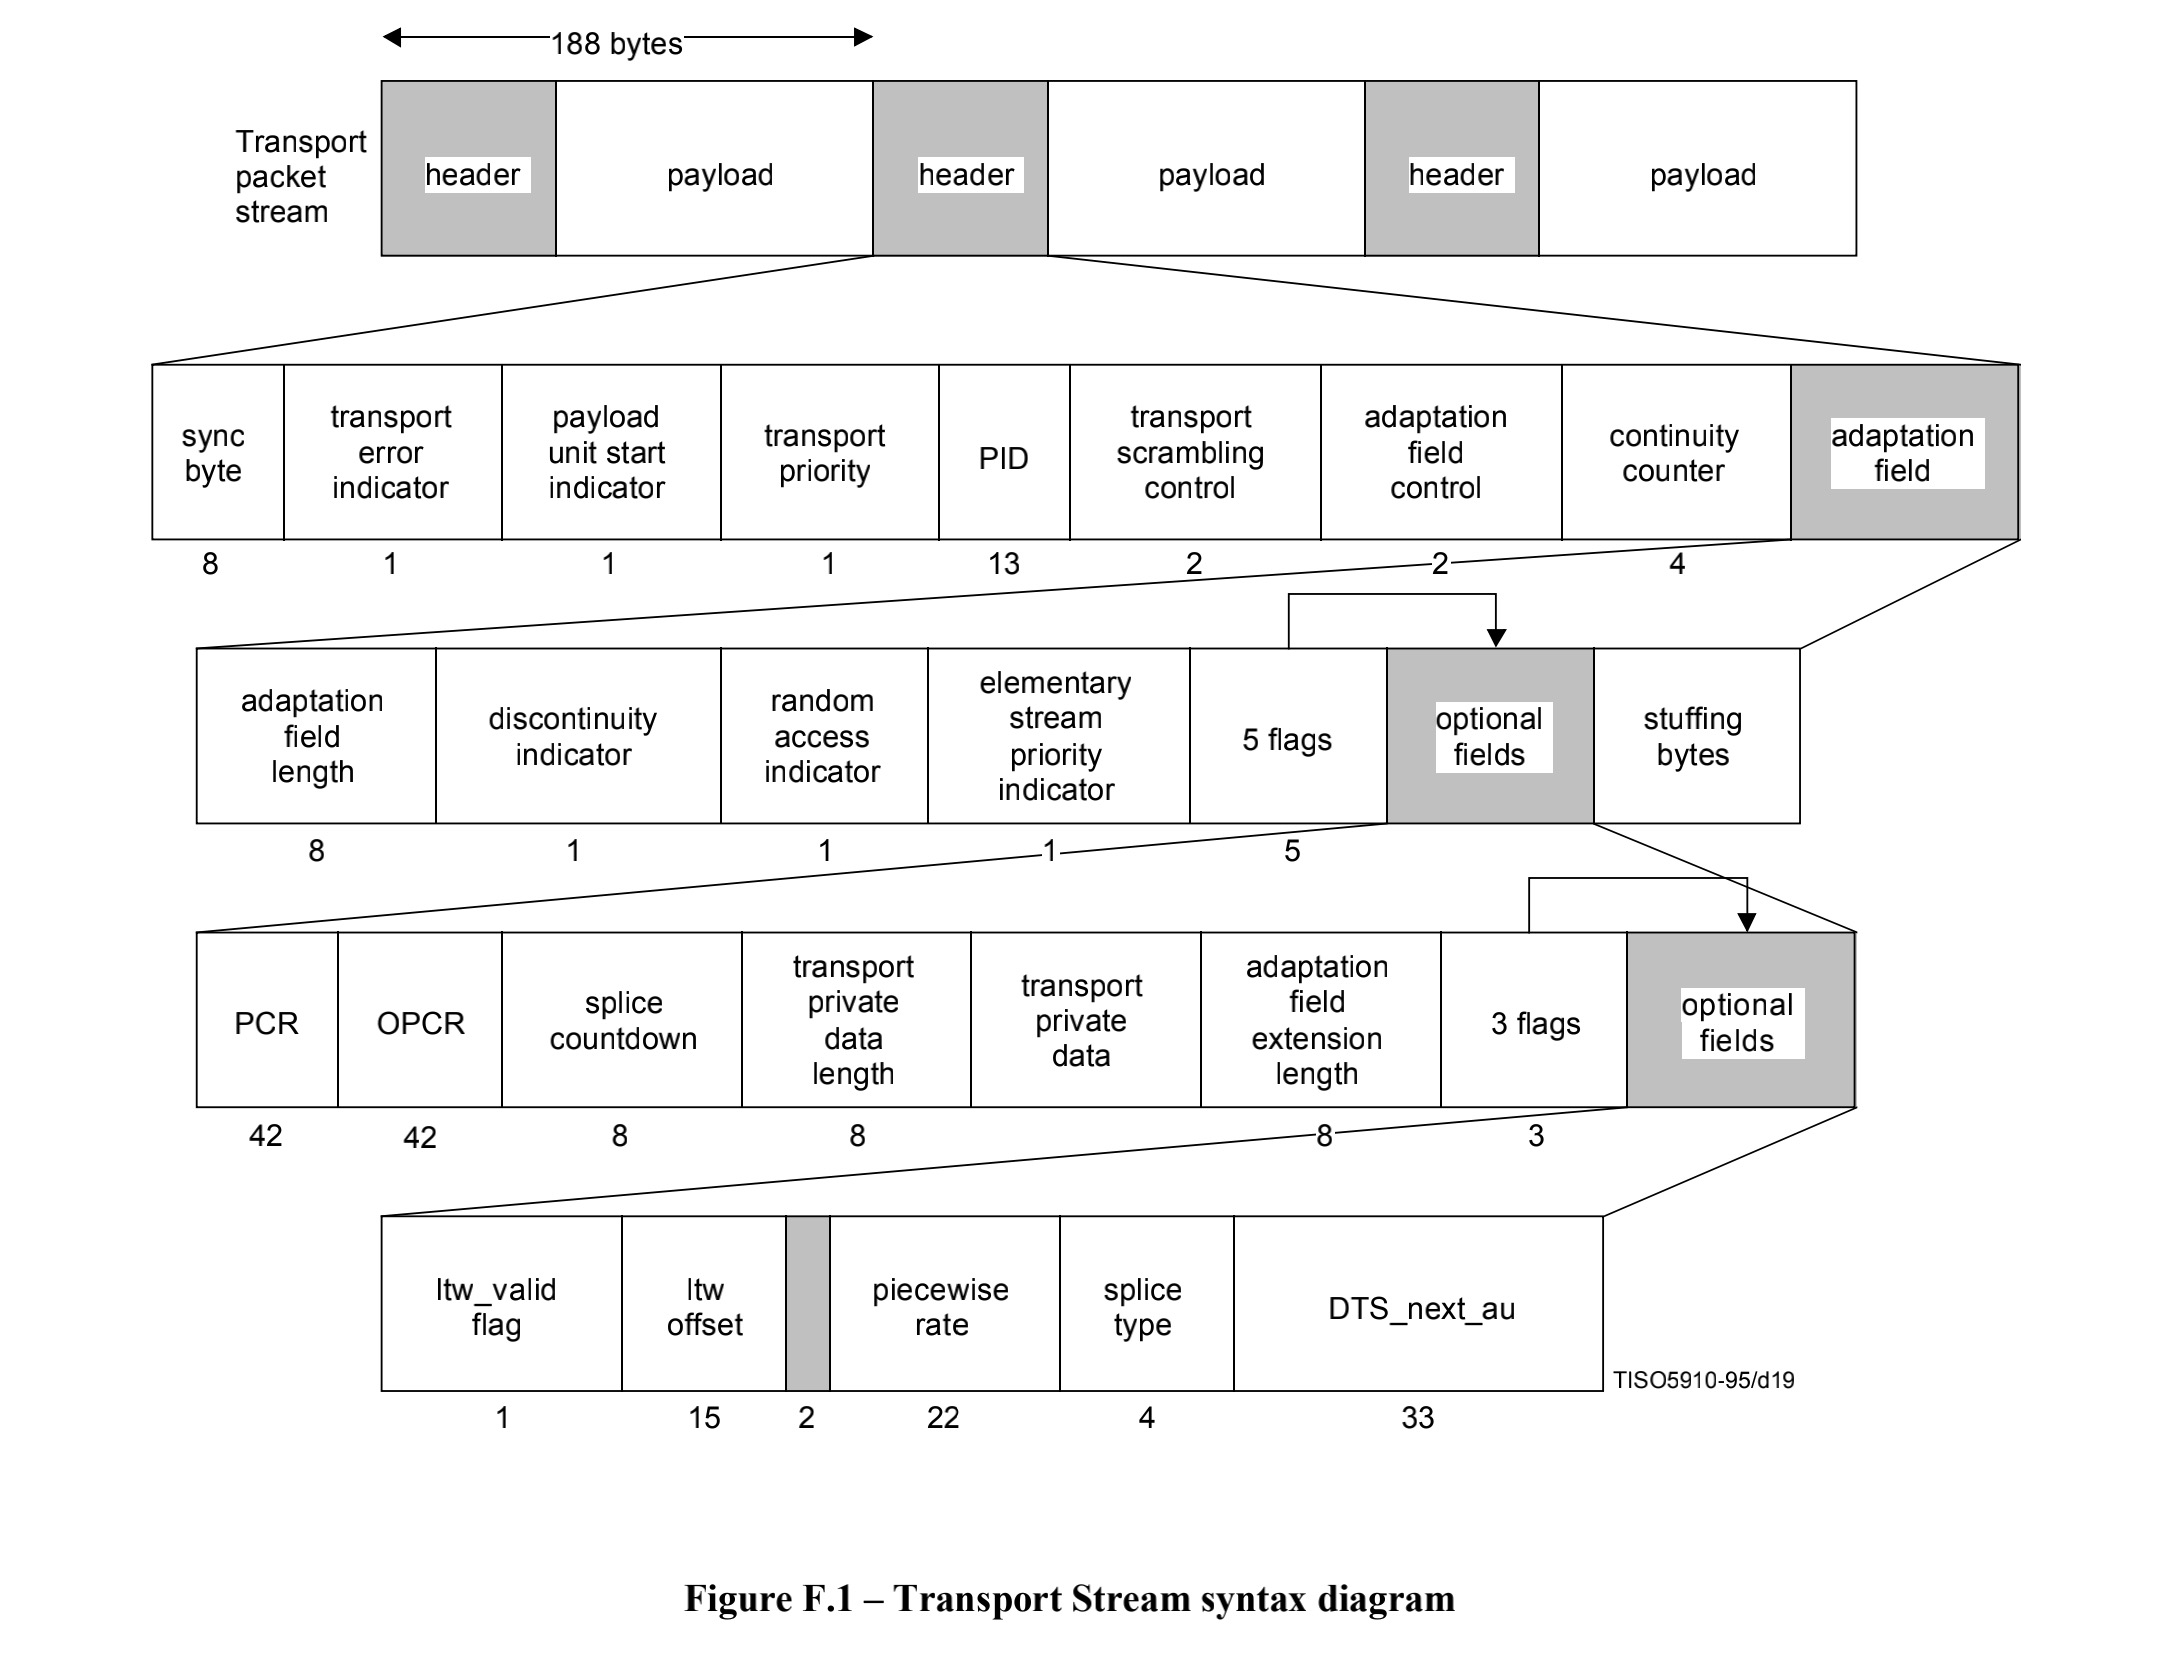 188 bytes
Transport
packet
stream
header
payload
header
payload
header
payload
sync
byte
transport
error
indicator
payload
unit start
indicator
transport
priority
PID
transport
scrambling
control
adaptation
field
control
continuity
counter
adaptation
field
8
1
1
1
13
2
2
4
adaptation
field
length
discontinuity
indicator
random
access
indicator
elementary
stream
priority
indicator
5 flags
optional
fields
stuffing
bytes
8
1
1
1
5
PCR
OPCR
splice
countdown
transport
private
data
length
transport
private
data
adaptation
field
extension
length
3 flags
optional
fields
42
42
8
8
8
3
ltw_valid
flag
ltw
offset
piecewise
rate
splice
type
DTS_next_au
TISO5910-95/d19
1
15
2
22
4
33
Figure F.1 – Transport Stream syntax diagram